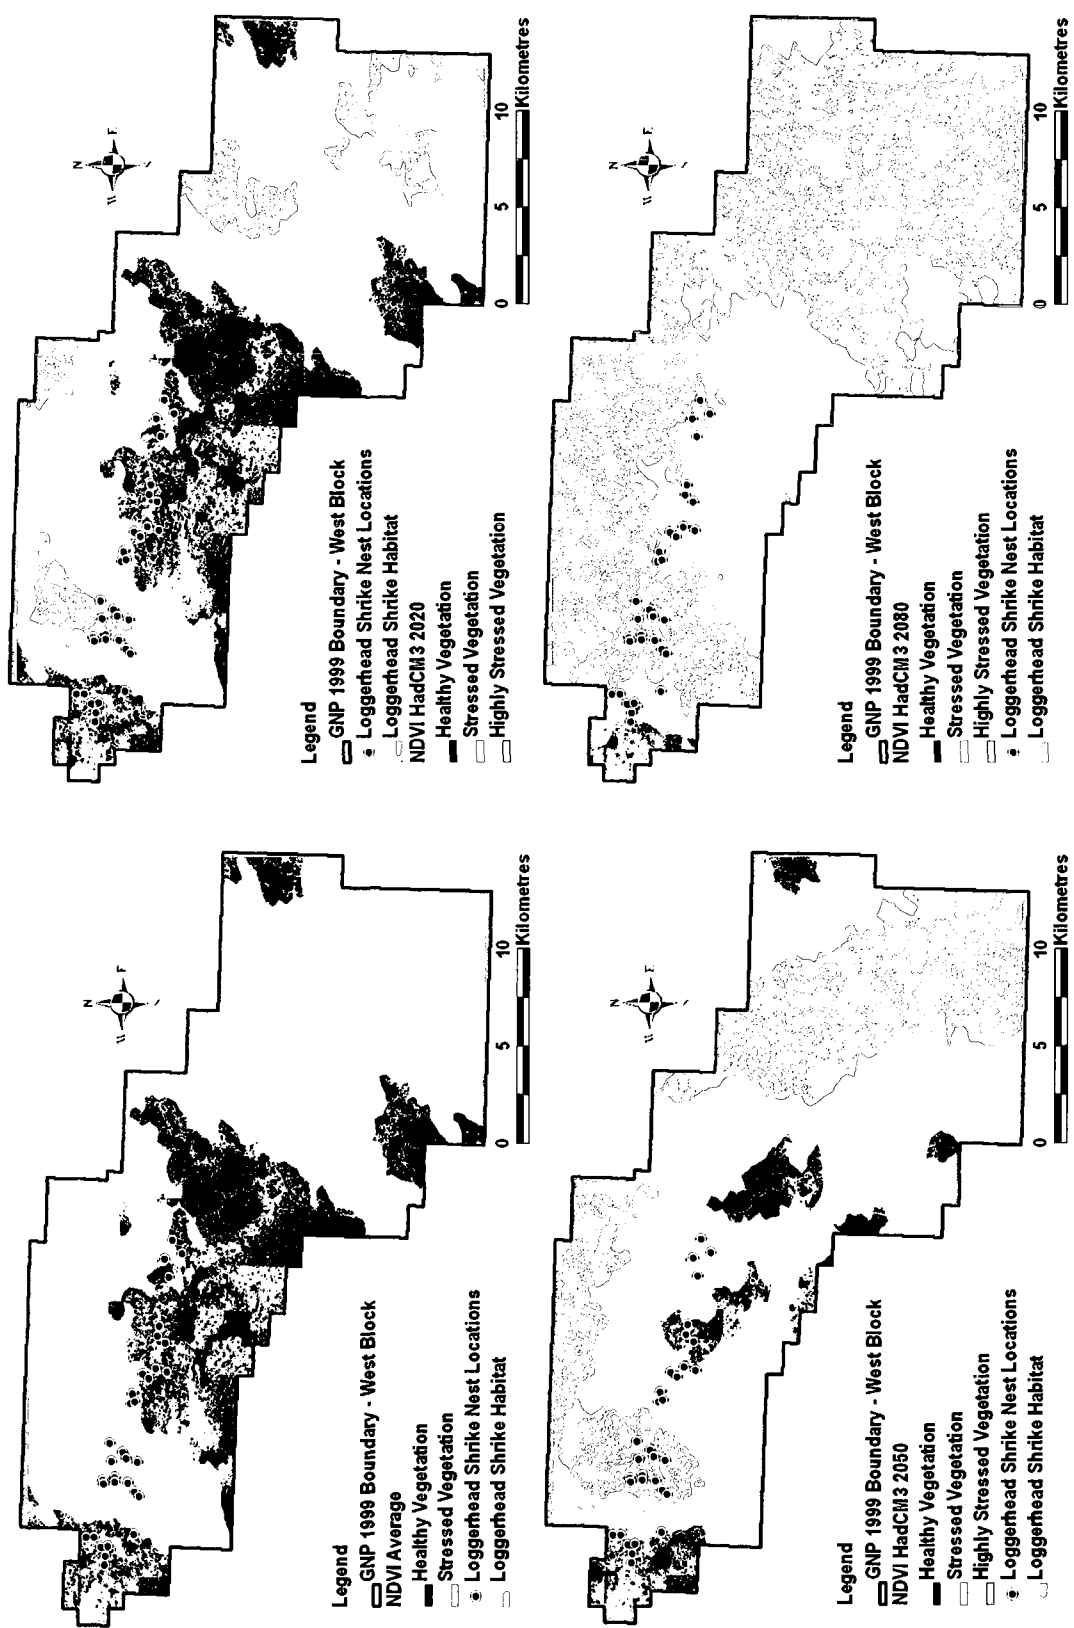 N
E
Legend
GNP 1999 Boundary - West Block
NDVI Average
Healthy Vegetation
Stressed Vegetation
Loggerhead Shrike Nest Locations
Loggerhead Shrike Habitat
0 5 10
Kilometres
N
E
Legend
GNP 1999 Boundary - West Block
Loggerhead Shrike Nest Locations
Loggerhead Shrike Habitat
NDVI HadCM3 2020
Healthy Vegetation
Stressed Vegetation
Highly Stressed Vegetation
0 5 10
Kilometres
N
E
Legend
GNP 1999 Boundary - West Block
NDVI HadCM3 2050
Healthy Vegetation
Stressed Vegetation
Highly Stressed Vegetation
Loggerhead Shrike Nest Locations
Loggerhead Shrike Habitat
0 5 10
Kilometres
N
E
Legend
GNP 1999 Boundary - West Block
NDVI HadCM3 2080
Healthy Vegetation
Stressed Vegetation
Highly Stressed Vegetation
Loggerhead Shrike Nest Locations
Loggerhead Shrike Habitat
0 5 10
Kilometres